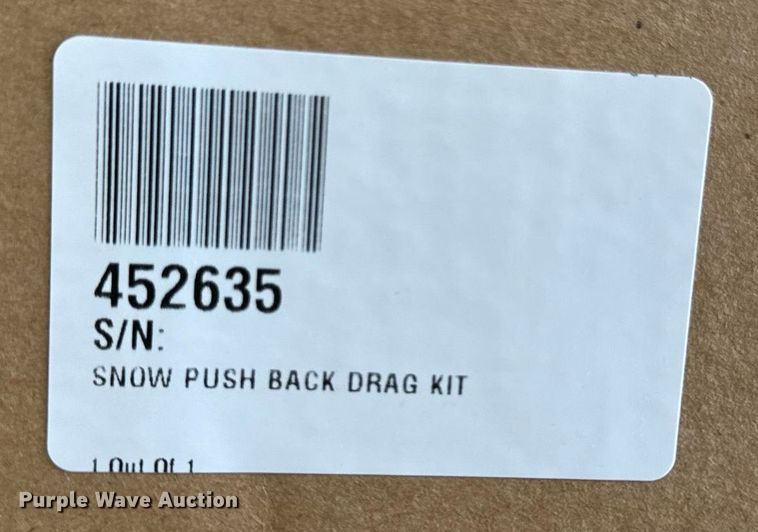 452635
S/N:
SNOW PUSH BACK DRAG KIT
1 Out Of 1
Purple Wave Auction